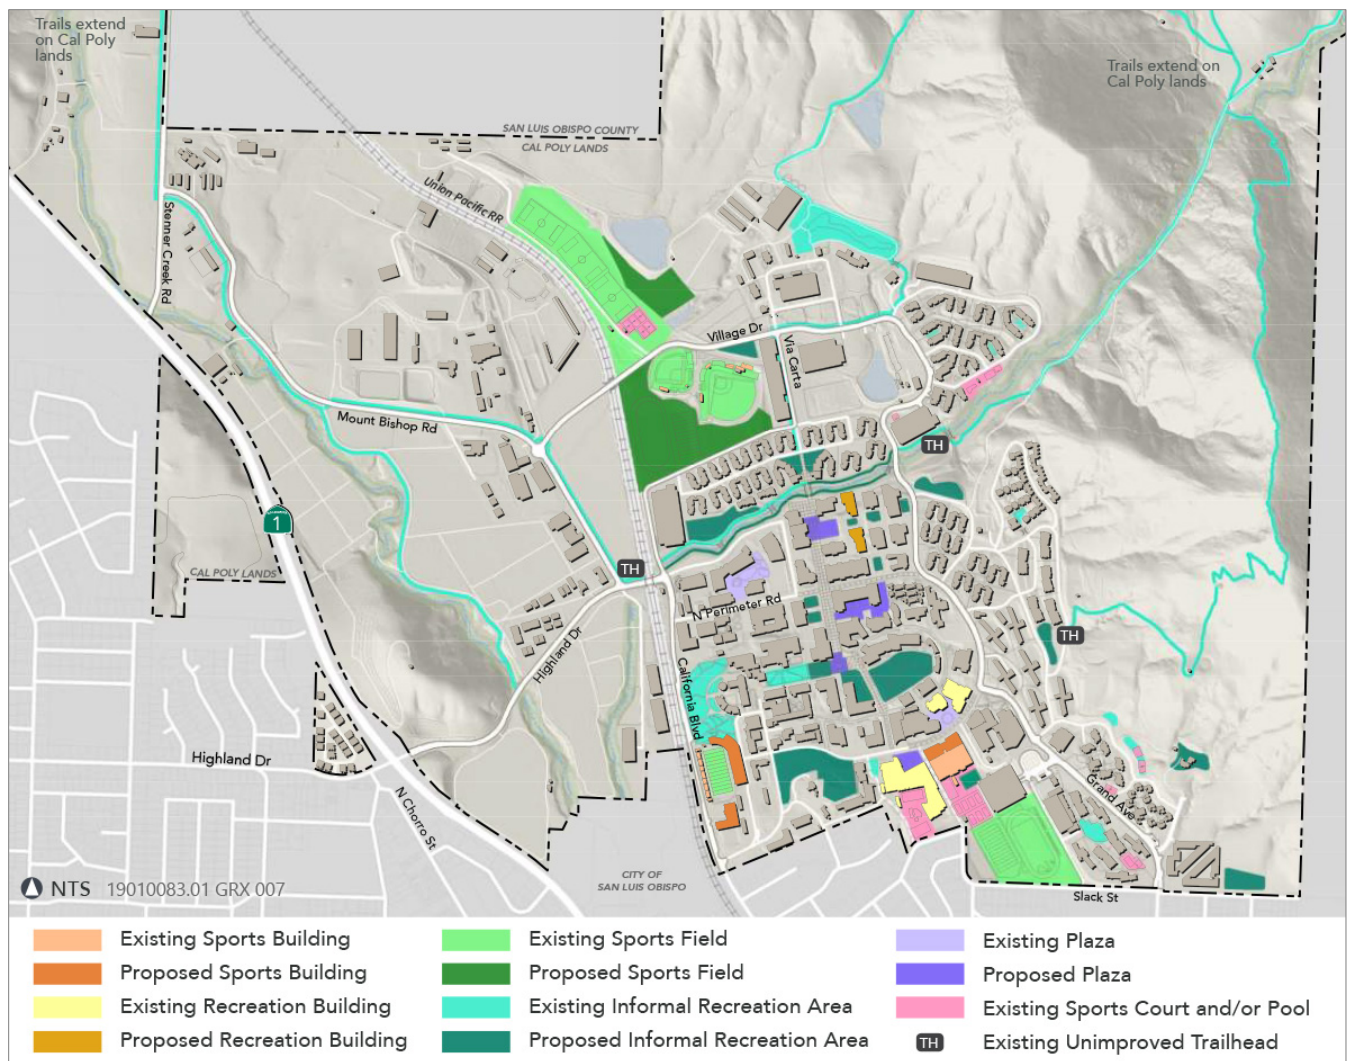 Trails extend
on Cal Poly
lands
Trails extend on
Cal Poly lands
SAN LUIS OBISPO COUNTY
CAL POLY LANDS
Union Pacific RR
Stenner Creek Rd
Village Dr
Via Carta
Mount Bishop Rd
TH
1
CAL POLY LANDS
TH
N Perimeter Rd
TH
Highland Dr
California Blvd
Highland Dr
N Chorro St
Grand Ave
CITY OF
SAN LUIS OBISPO
Slack St
NTS 19010083.01 GRX 007
Existing Sports Building
Proposed Sports Building
Existing Recreation Building
Proposed Recreation Building
Existing Sports Field
Proposed Sports Field
Existing Informal Recreation Area
Proposed Informal Recreation Area
Existing Plaza
Proposed Plaza
Existing Sports Court and/or Pool
TH Existing Unimproved Trailhead